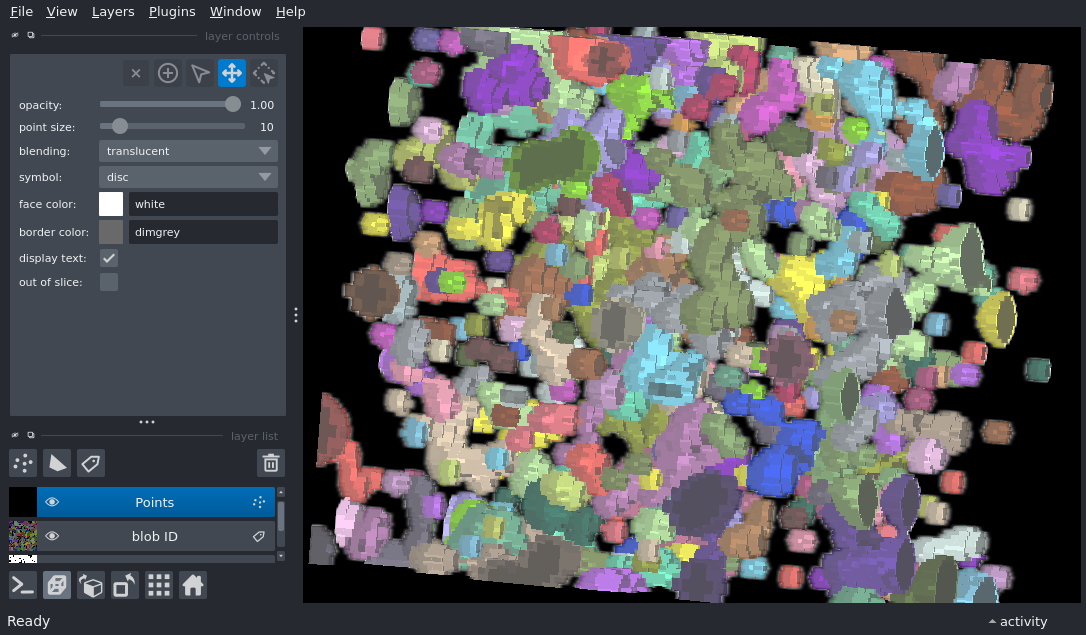 File View Layers Plugins Window Help
layer controls
opacity: 1.00
point size: 10
blending: translucent
symbol: disc
face color: white
border color: dimgrey
display text:
out of slice:
layer list
Points
blob ID
Ready
activity